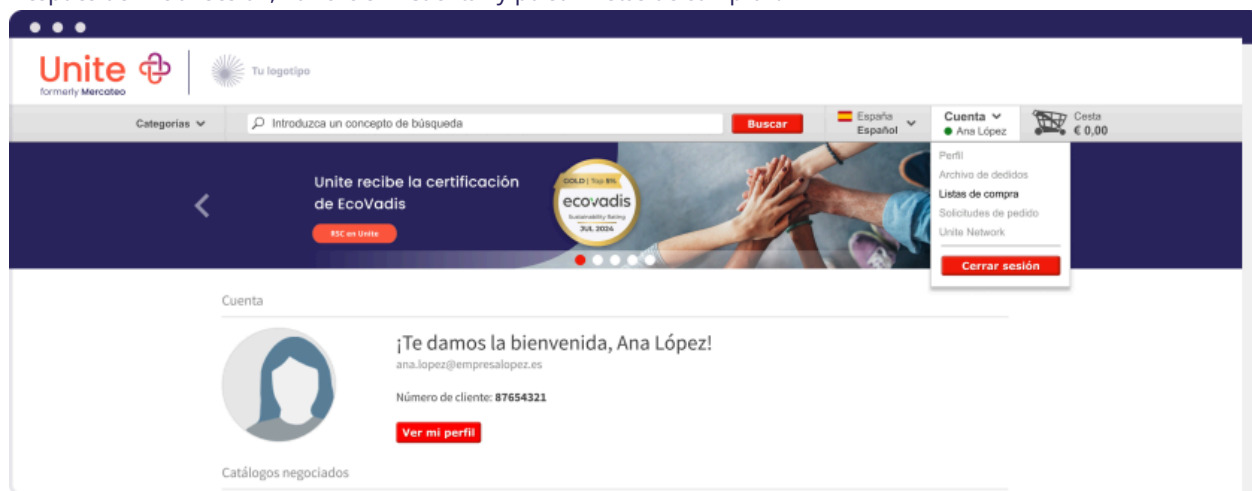 Unite
formerly Mercateo
Tu logotipo
Categorias
Introduzca un concepto de búsqueda
Buscar
España
Español
Cuenta
Ana López
Cesta
€ 0,00
Unite recibe la certificación
de EcoVadis
RSC en Unite
GOLD | Top 5%
ecovadis
Sustainability Rating
JUL 2024
Perfil
Archivo de dedidos
Listas de compra
Solicitudes de pedido
Unite Network
Cerrar sesión
Cuenta
¡Te damos la bienvenida, Ana López!
ana.lopez@empresalopez.es
Número de cliente: 87654321
Ver mi perfil
Catálogos negociados